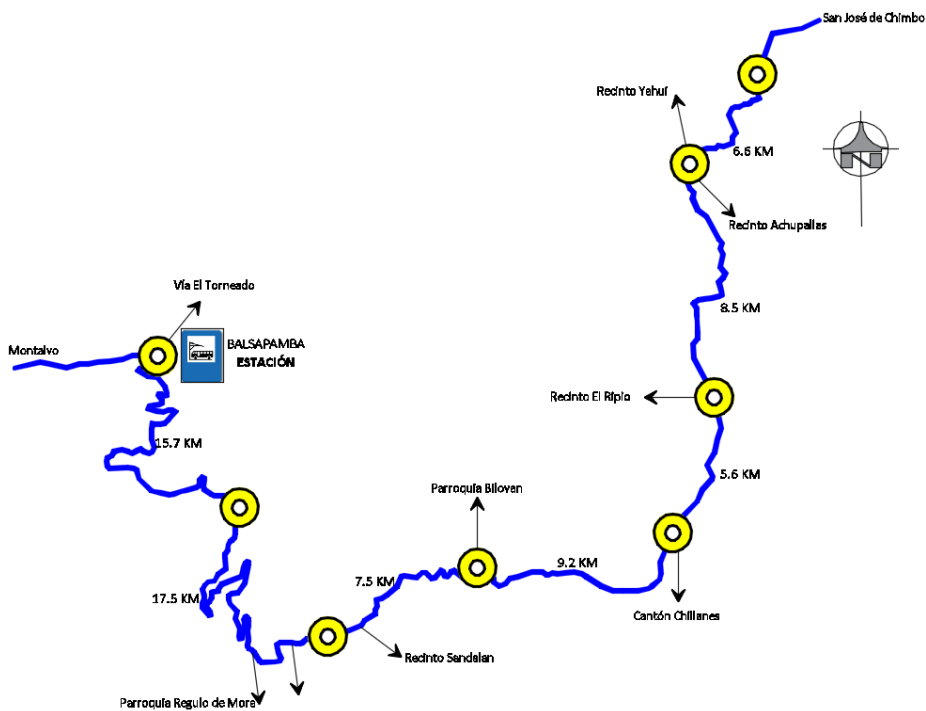 San José de Chimbo
Recinto Yahuí
6.6 KM
Recinto Achupallas
Vía El Torneado
8.5 KM
BALSAPAMBA
ESTACIÓN
Montalvo
Recinto El Ripio
15.7 KM
5.6 KM
Parroquia Bilovan
9.2 KM
7.5 KM
17.5 KM
Cantón Chillanes
Recinto Sandalan
Parroquia Regulo de Mora
N